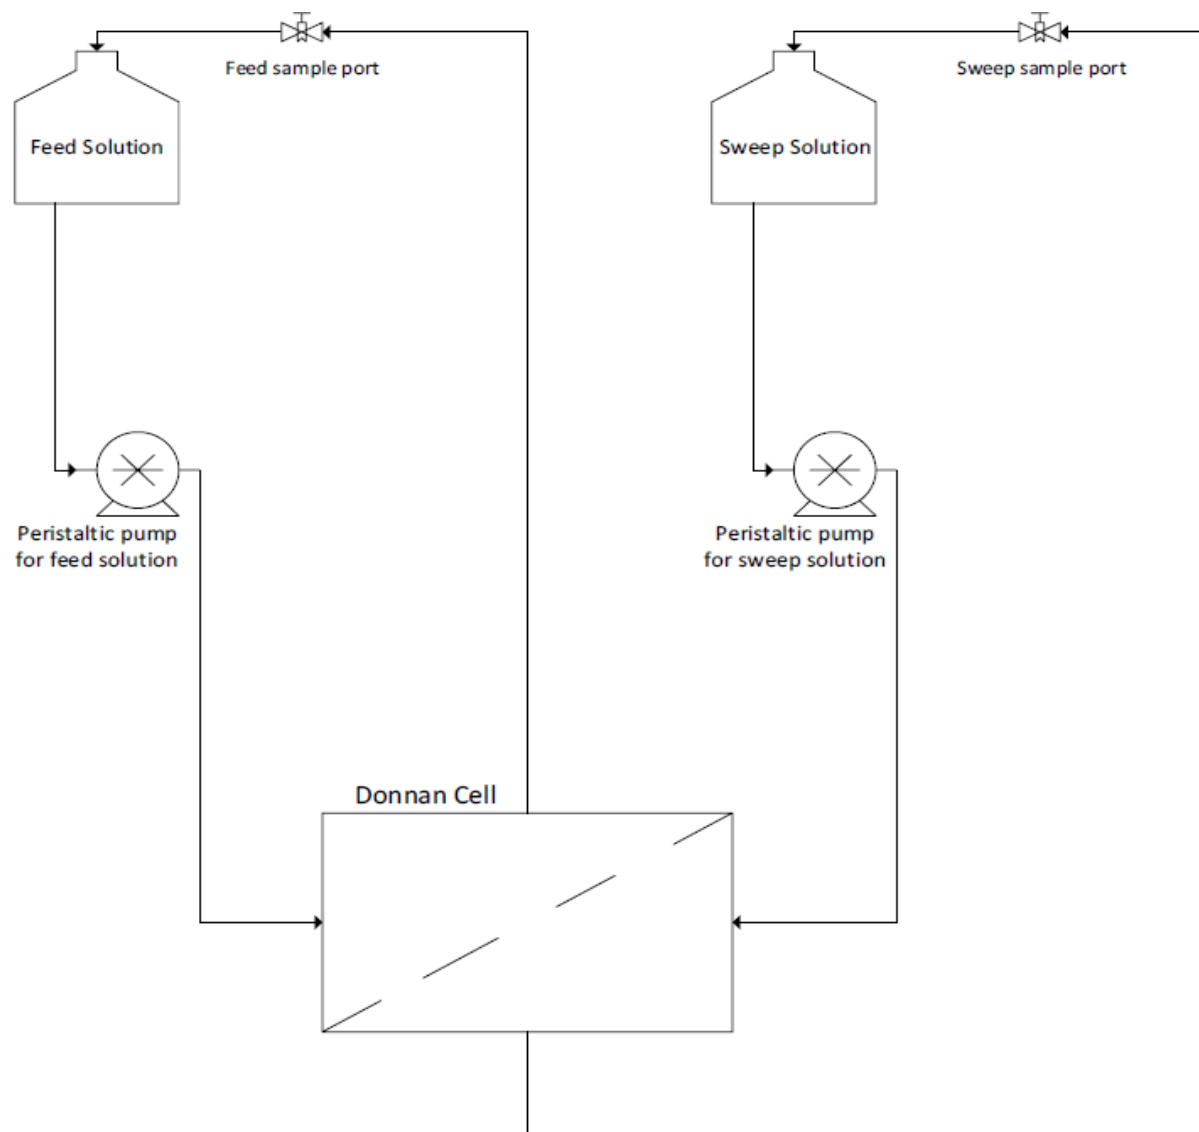 Feed sample port
Sweep sample port
Feed Solution
Sweep Solution
Peristaltic pump
for feed solution
Peristaltic pump
for sweep solution
Donnan Cell